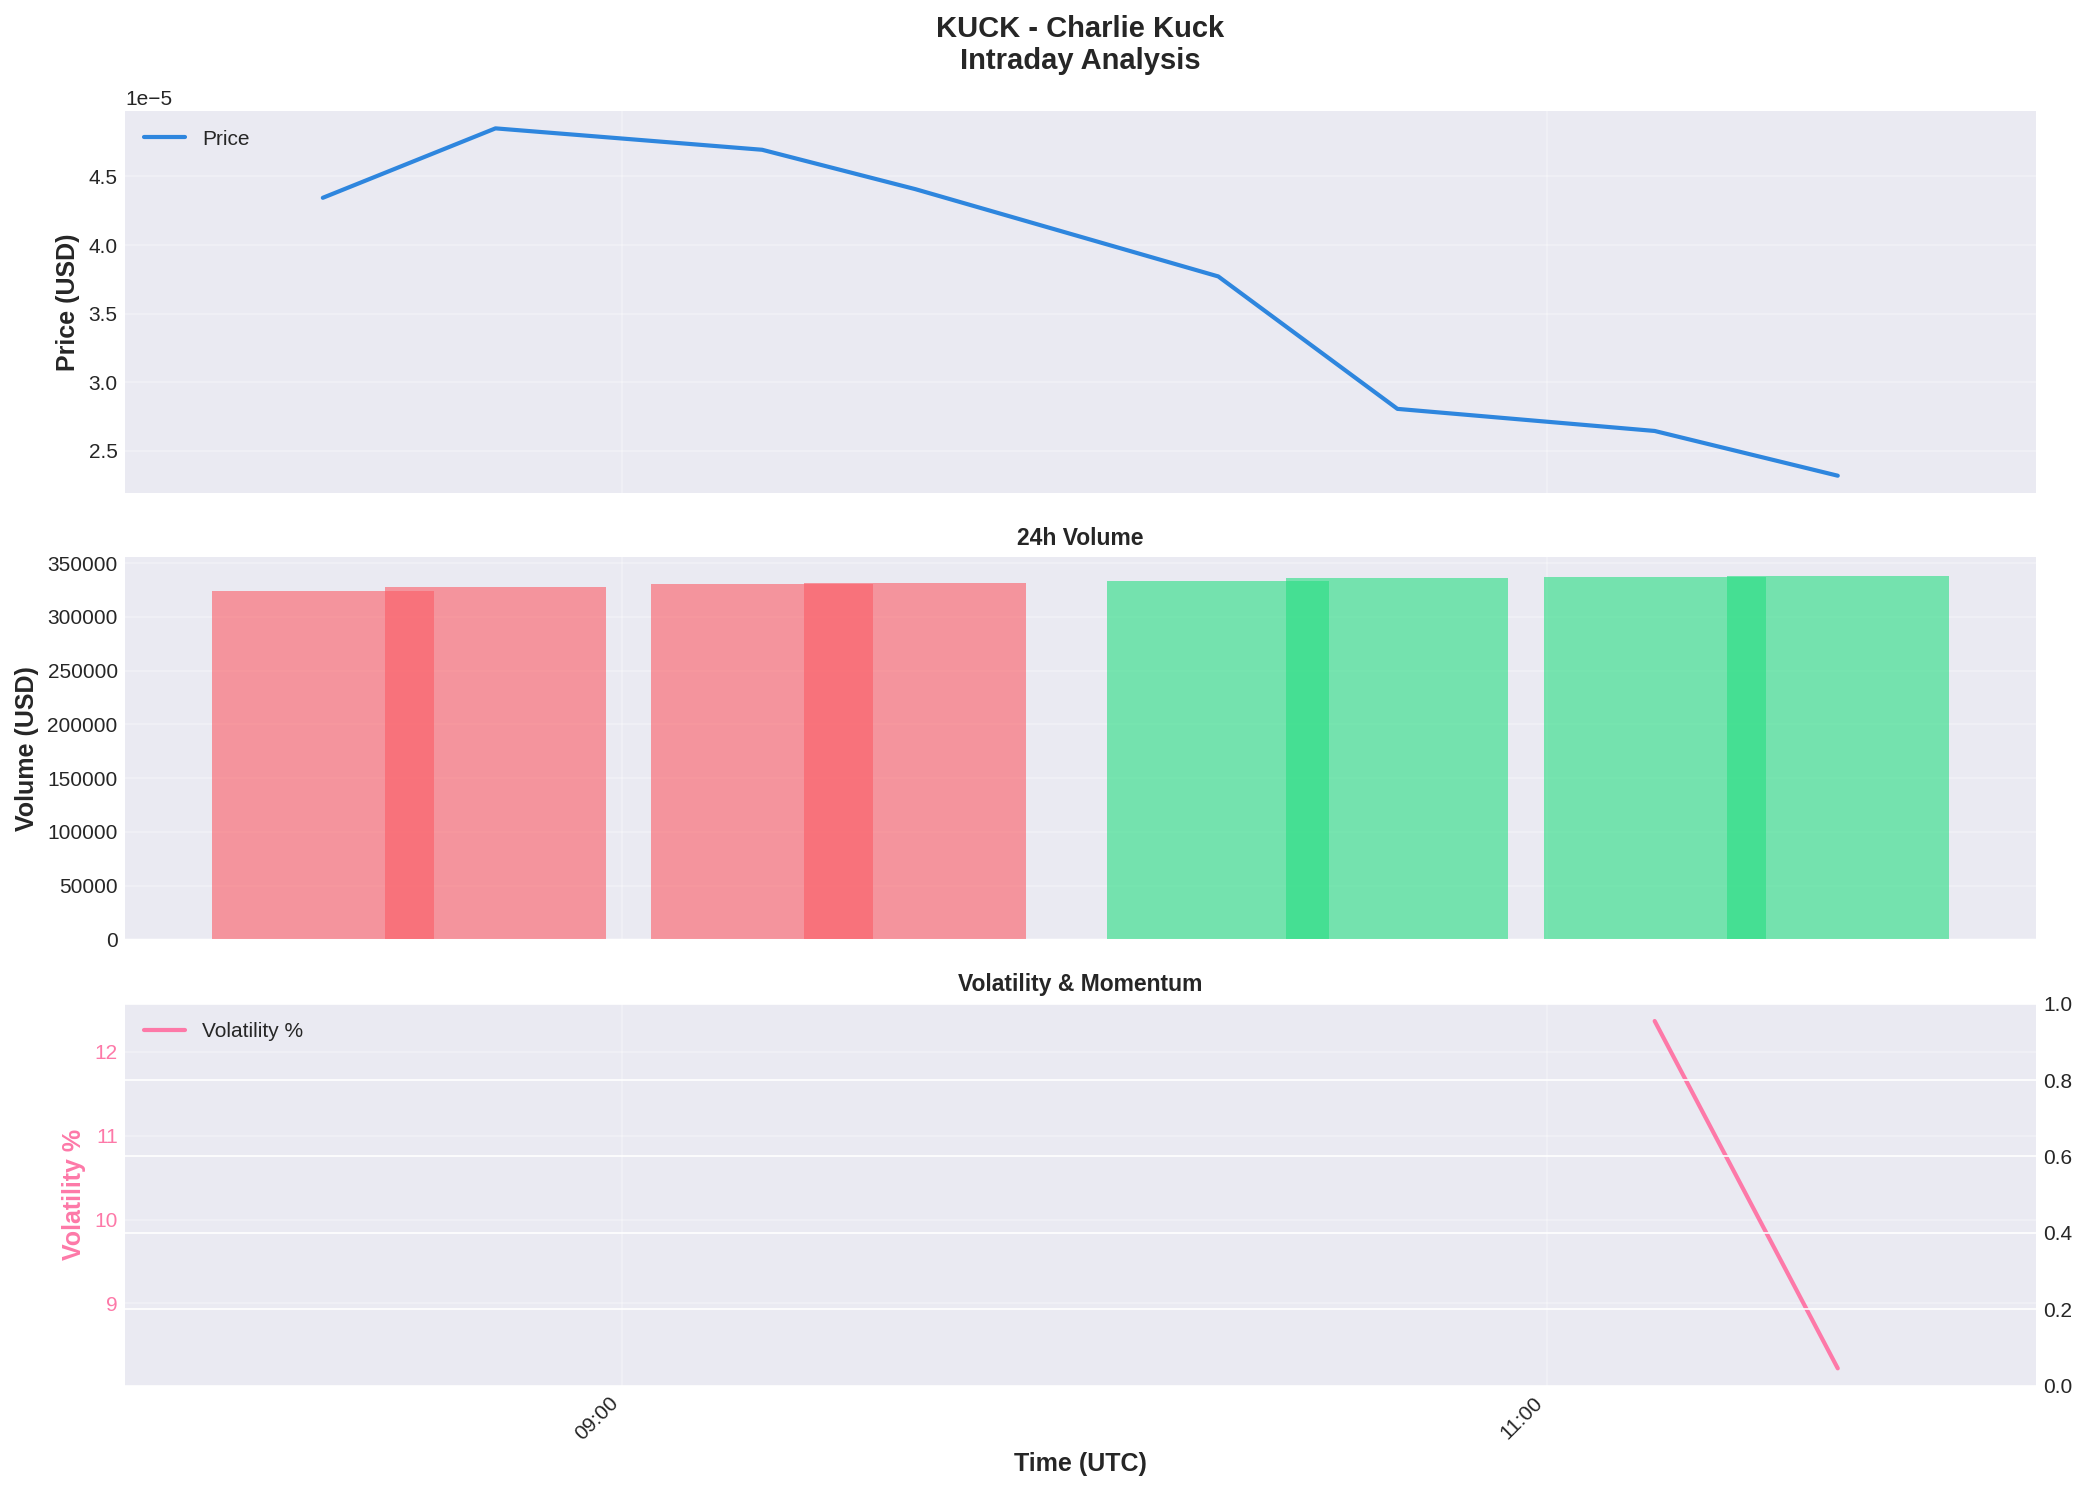 KUCK - Charlie Kuck
Intraday Analysis
1e−5
Price
4.5
4.0
3.5
3.0
2.5
Price (USD)
24h Volume
350000
300000
250000
200000
150000
100000
50000
0
Volume (USD)
Volatility & Momentum
Volatility %
12
11
10
9
Volatility %
1.0
0.8
0.6
0.4
0.2
0.0
09:00
11:00
Time (UTC)